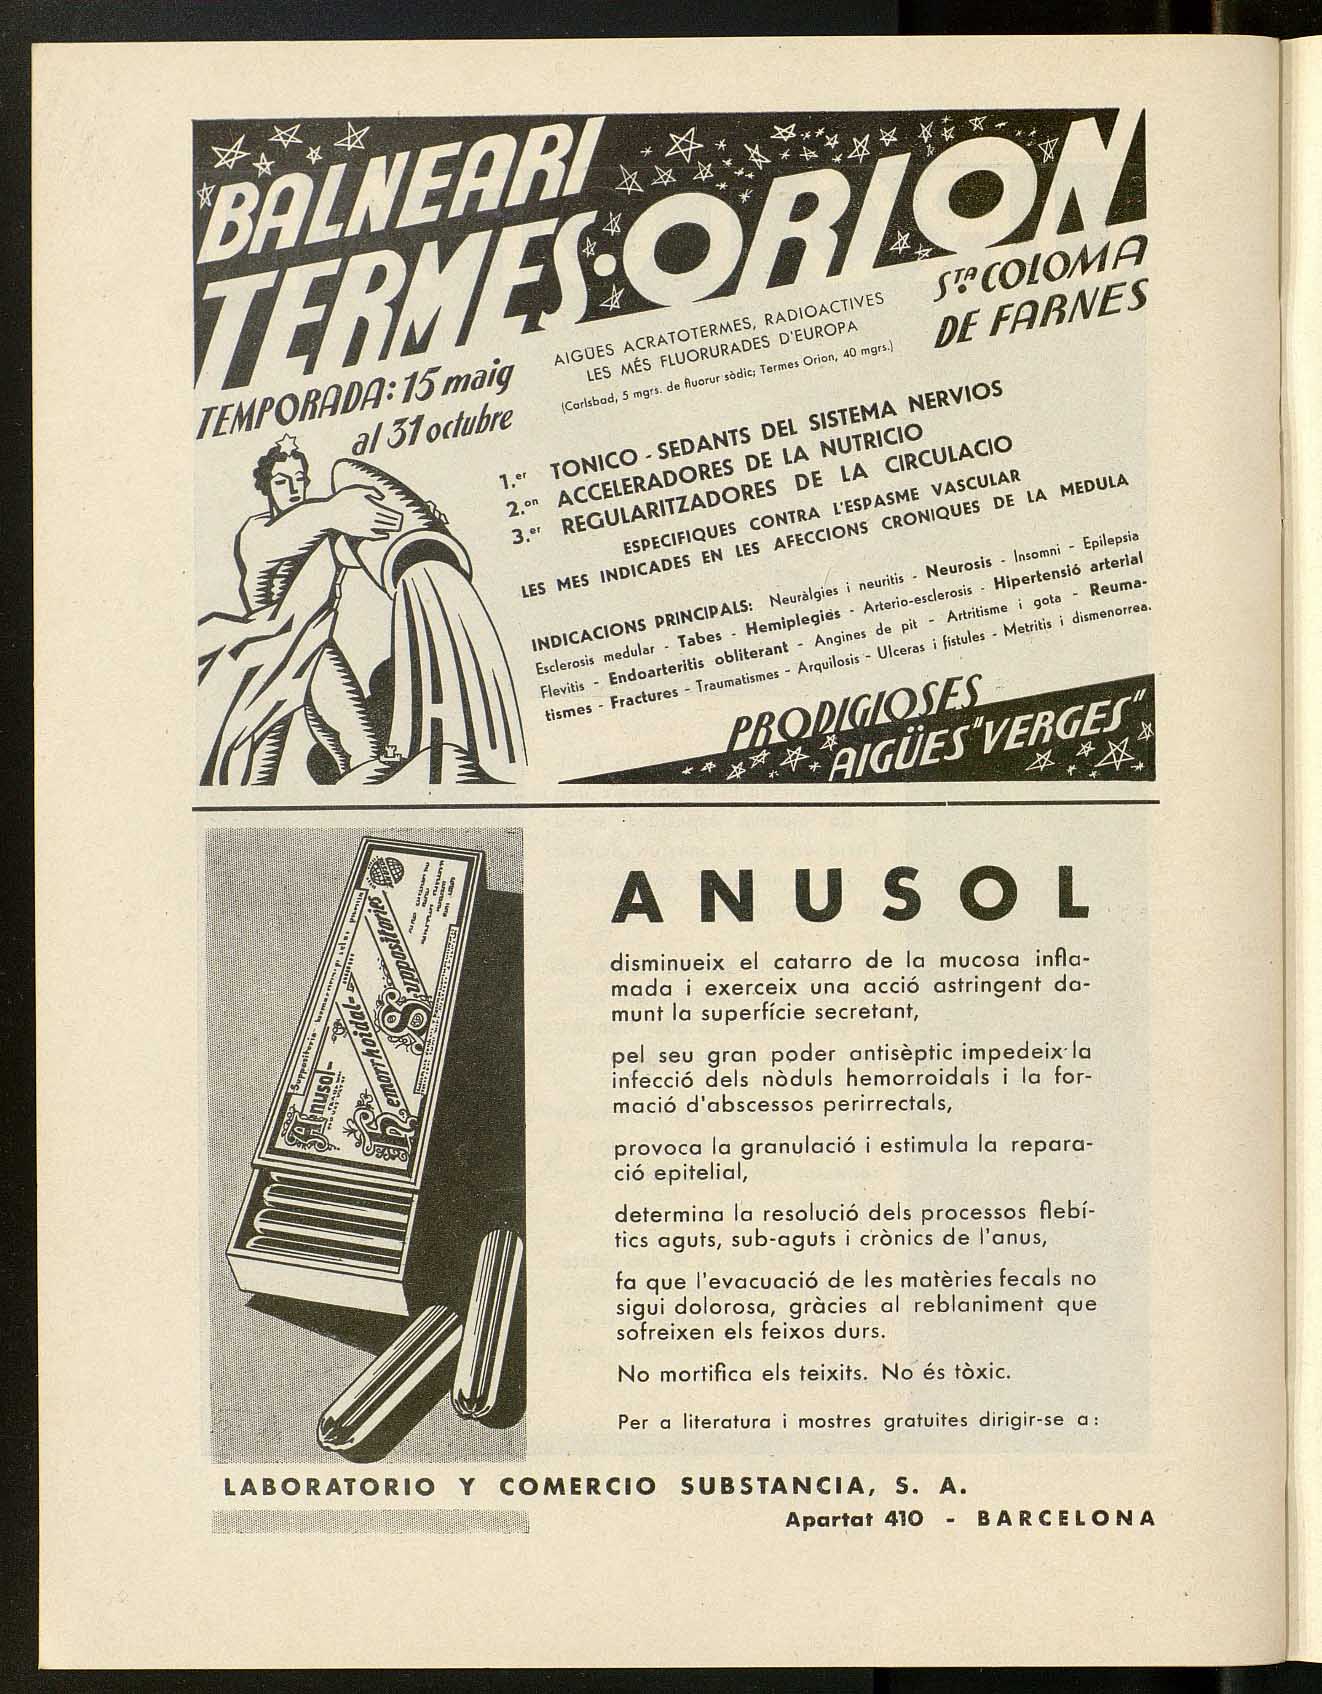 BALNEARI
TERMES·ORION
STA. COLOMA
DE FARNES
TEMPORADA: 15 maig
al 31 octubre
AIGÜES ACRATOTERMES, RADIOACTIVES
LES MÉS FLUORURADES D'EUROPA
(Carlsbad, 5 mgrs. de fluorur sòdic; Termes Orion, 40 mgrs.)
1.er TONICO - SEDANTS DEL SISTEMA NERVIOS
2.on ACCELERADORES DE LA NUTRICIO
3.er REGULARITZADORES DE LA CIRCULACIO
ESPECIFIQUES CONTRA L'ESPASME VASCULAR
LES MES INDICADES EN LES AFECCIONS CRONIQUES DE LA MEDULA
INDICACIONS PRINCIPALS: Neuràlgies i neuritis - Neurosis - Insomni - Epilepsia
Esclerosis medular - Tabes - Hemiplegiés - Arterio-esclerosis - Hipertensió arterial
Flevitis - Endoarteritis obliterant - Angines de pit - Artritisme i gota - Reuma-
tismes - Fractures - Traumatismes - Arquilosis - Ulceras i fistules - Metritis i dismenorrea.
PRODIGIOSES
AIGÜES "VERGES"
Anusol-
Hemorrhoidal-
Suppositories
ANUSOL
disminueix el catarro de la mucosa infla-
mada i exerceix una acció astringent da-
munt la superfície secretant,
pel seu gran poder antisèptic impedeix la
infecció dels nòduls hemorroidals i la for-
mació d'abscessos perirrectals,
provoca la granulació i estimula la repara-
ció epitelial,
determina la resolució dels processos flebí-
tics aguts, sub-aguts i crònics de l'anus,
fa que l'evacuació de les matèries fecals no
sigui dolorosa, gràcies al reblaniment que
sofreixen els feixos durs.
No mortifica els teixits. No és tòxic.
Per a literatura i mostres gratuites dirigir-se a:
LABORATORIO Y COMERCIO SUBSTANCIA, S. A.
Apartat 410 - BARCELONA